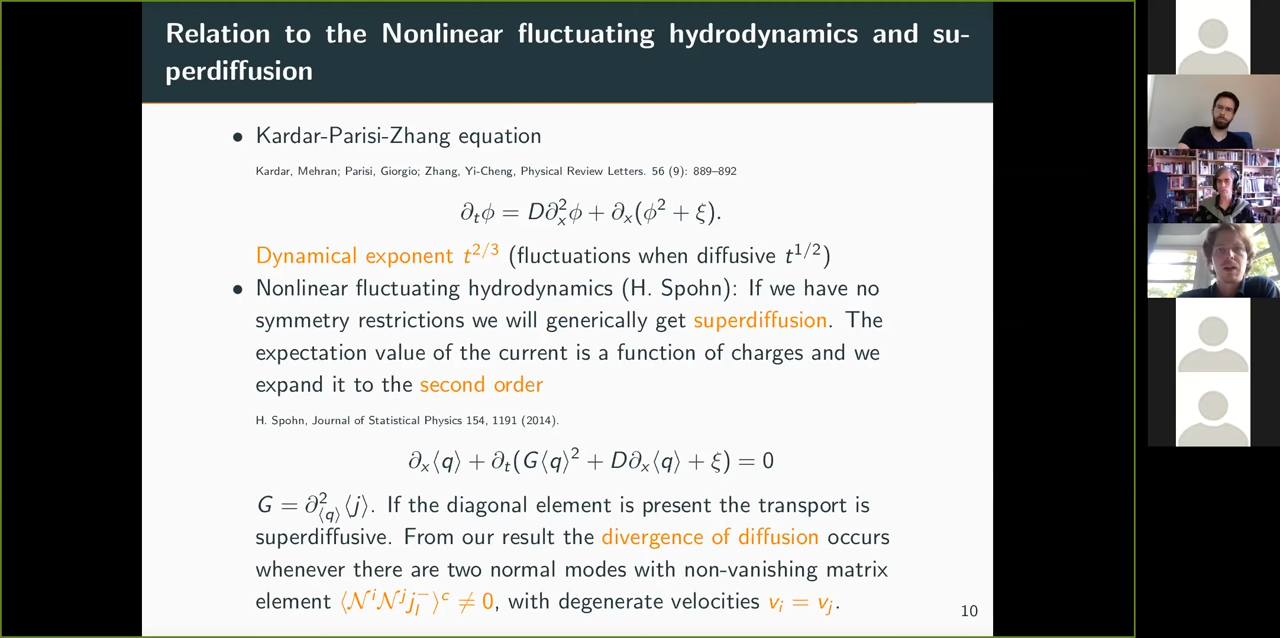 Relation to the Nonlinear fluctuating hydrodynamics and su-
perdiffusion
• Kardar-Parisi-Zhang equation
Kardar, Mehran; Parisi, Giorgio; Zhang, Yi-Cheng, Physical Review Letters. 56 (9): 889–892
∂ₜϕ = D∂ₓ²ϕ + ∂ₓ(ϕ² + ξ).
Dynamical exponent t^{2/3} (fluctuations when diffusive t^{1/2})
• Nonlinear fluctuating hydrodynamics (H. Spohn): If we have no
symmetry restrictions we will generically get superdiffusion. The
expectation value of the current is a function of charges and we
expand it to the second order
H. Spohn, Journal of Statistical Physics 154, 1191 (2014).
∂ₓ⟨q⟩ + ∂ₜ(G⟨q⟩² + D∂ₓ⟨q⟩ + ξ) = 0
G = ∂²_{⟨q⟩}⟨j⟩. If the diagonal element is present the transport is
superdiffusive. From our result the divergence of diffusion occurs
whenever there are two normal modes with non-vanishing matrix
element ⟨𝒩^i𝒩^j j_l^−⟩^c ≠ 0, with degenerate velocities v_i = v_j.
10